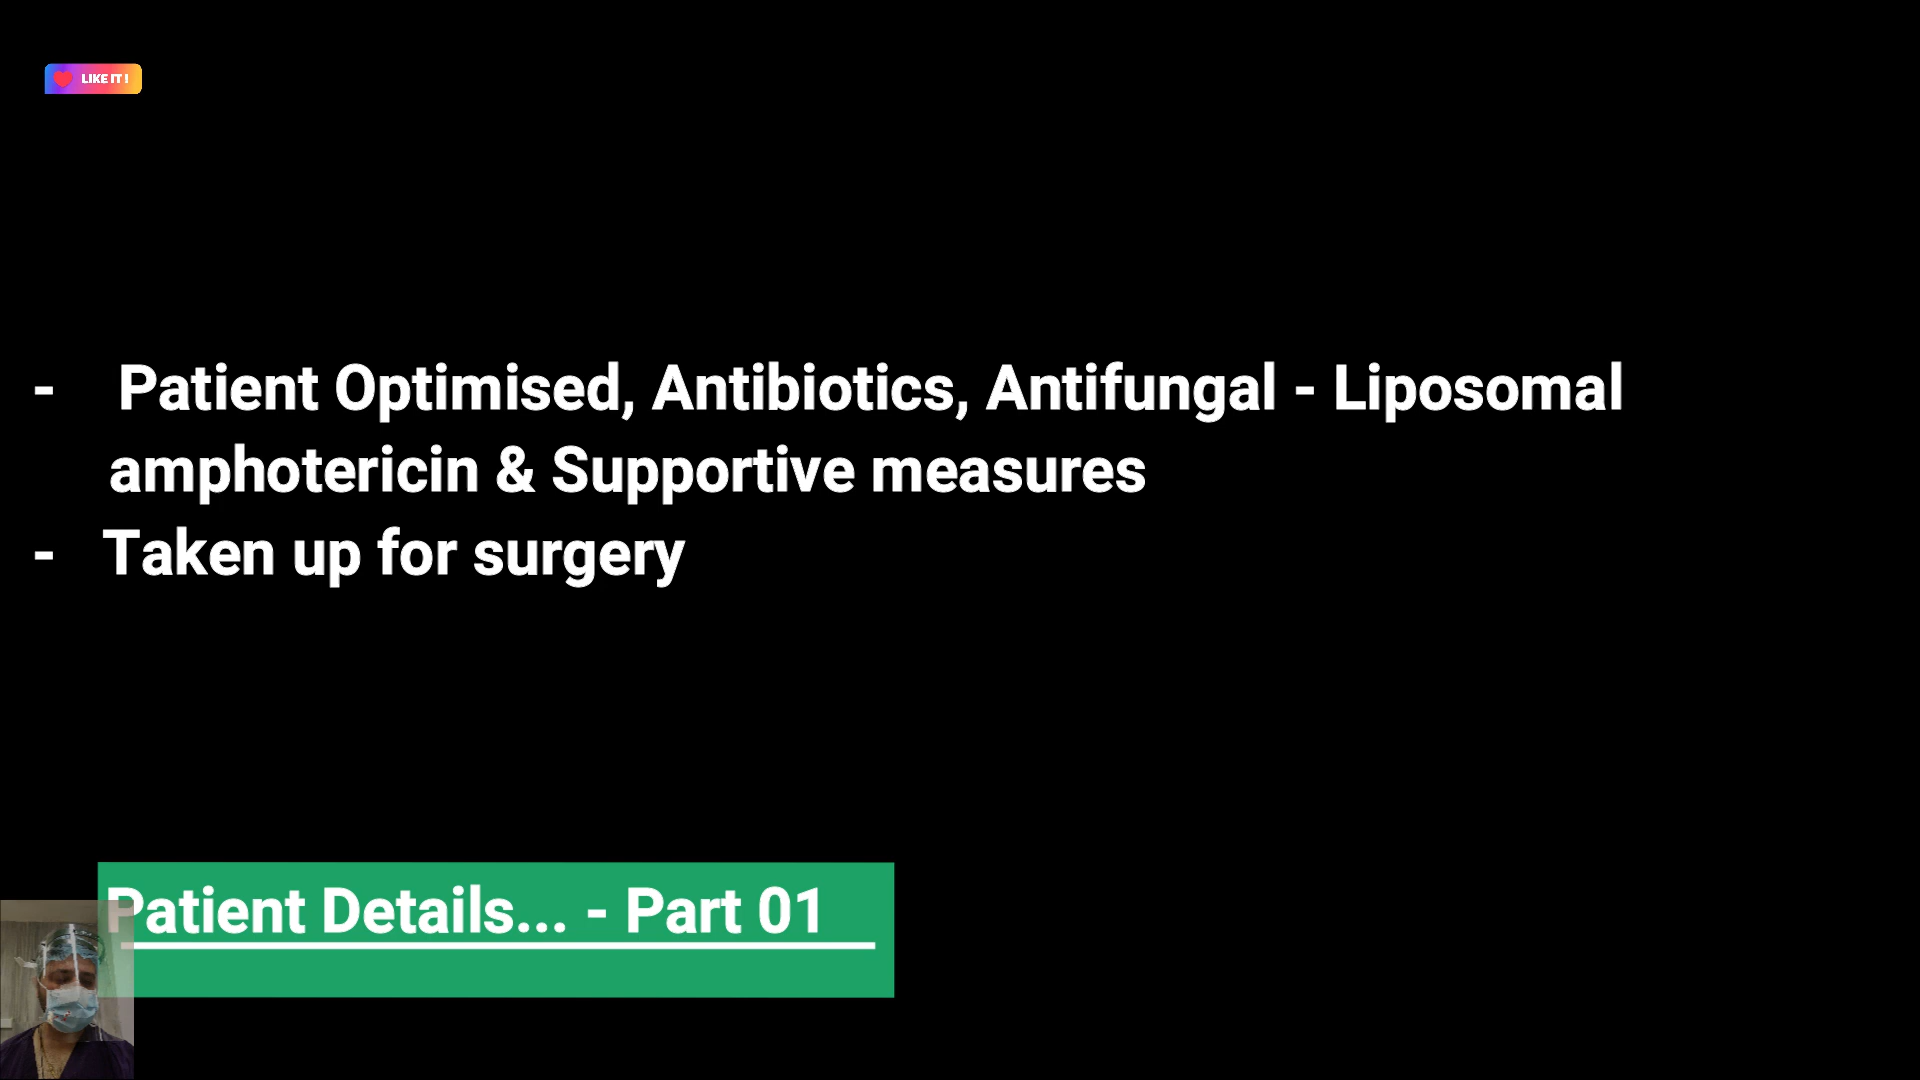 LIKE IT !
- Patient Optimised, Antibiotics, Antifungal - Liposomal
amphotericin & Supportive measures
- Taken up for surgery
Patient Details... - Part 01